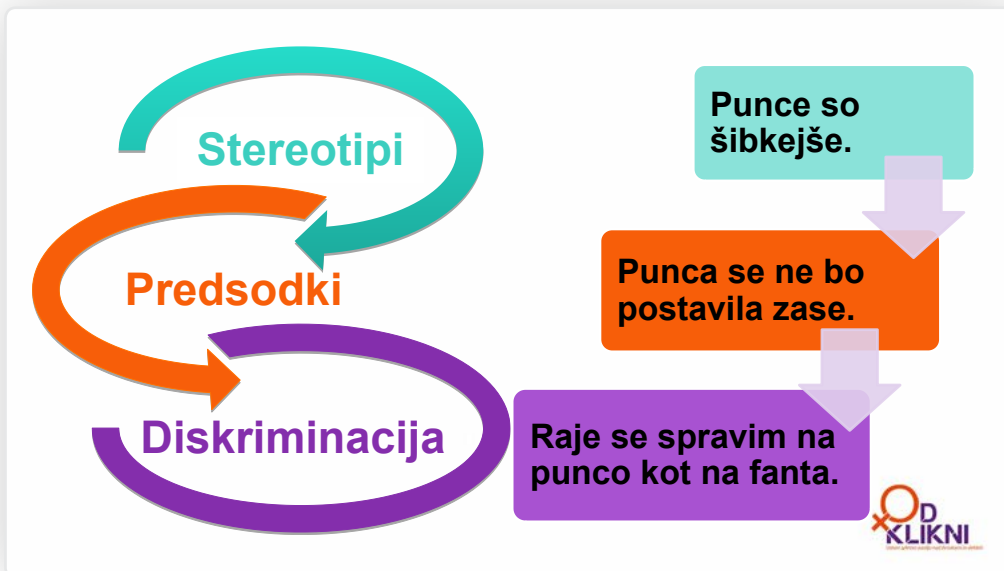 Stereotipi
Predsodki
Diskriminacija
Punce so
šibkejše.
Punca se ne bo
postavila zase.
Raje se spravim na
punco kot na fanta.
OD
KLIKNI